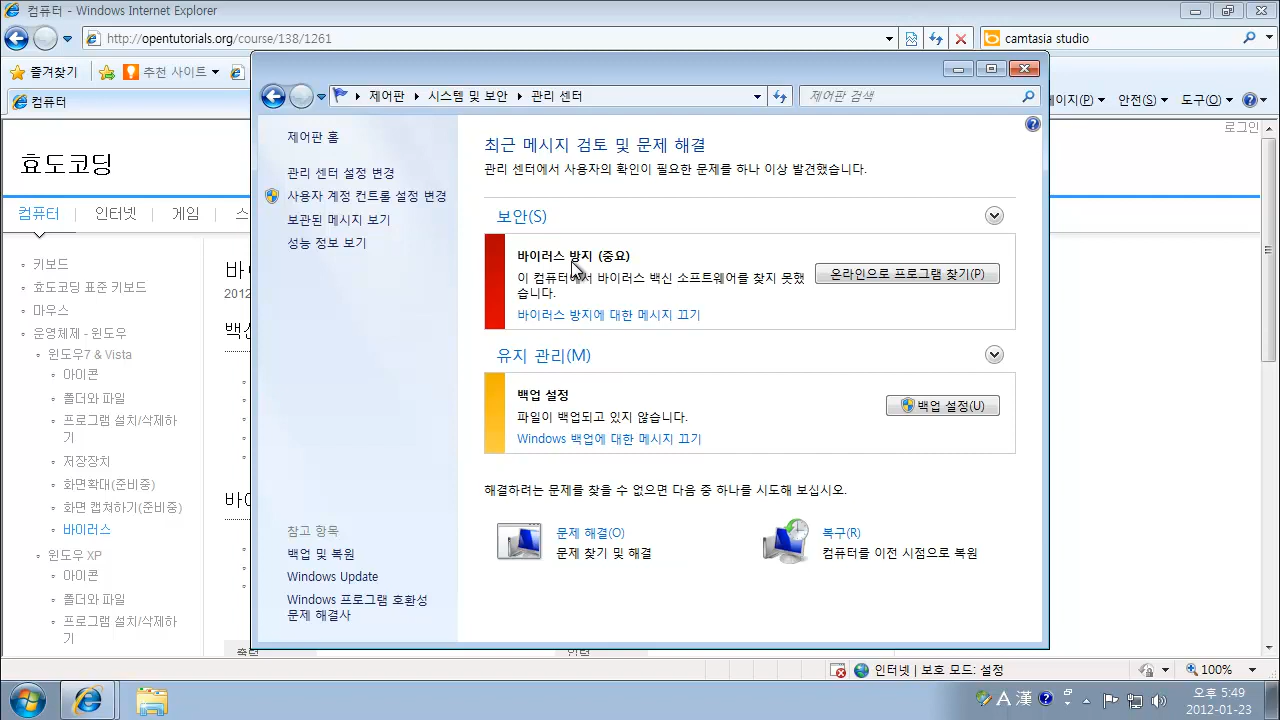 컴퓨터 - Windows Internet Explorer
http://opentutorials.org/course/138/1261
camtasia studio
즐겨찾기
추천 사이트
컴퓨터
이지(P)
안전(S)
도구(O)
로그인
효도코딩
컴퓨터
인터넷
게임
스
키보드
효도코딩 표준 키보드
마우스
운영체제 - 윈도우
윈도우7 & Vista
아이콘
폴더와 파일
프로그램 설치/삭제하
기
저장장치
화면확대(준비중)
화면 캡쳐하기(준비중)
바이러스
윈도우 XP
아이콘
폴더와 파일
프로그램 설치/삭제하
기
바이
2012
백신
바이
출력
인력
제어판
시스템 및 보안
관리 센터
제어판 검색
제어판 홈
관리 센터 설정 변경
사용자 계정 컨트롤 설정 변경
보관된 메시지 보기
성능 정보 보기
참고 항목
백업 및 복원
Windows Update
Windows 프로그램 호환성
문제 해결사
최근 메시지 검토 및 문제 해결
관리 센터에서 사용자의 확인이 필요한 문제를 하나 이상 발견했습니다.
보안(S)
바이러스 방지 (중요)
이 컴퓨터에서 바이러스 백신 소프트웨어를 찾지 못했
습니다.
온라인으로 프로그램 찾기(P)
바이러스 방지에 대한 메시지 끄기
유지 관리(M)
백업 설정
파일이 백업되고 있지 않습니다.
백업 설정(U)
Windows 백업에 대한 메시지 끄기
해결하려는 문제를 찾을 수 없으면 다음 중 하나를 시도해 보십시오.
문제 해결(O)
문제 찾기 및 해결
복구(R)
컴퓨터를 이전 시점으로 복원
인터넷 | 보호 모드: 설정
100%
A 漢
오후 5:49
2012-01-23